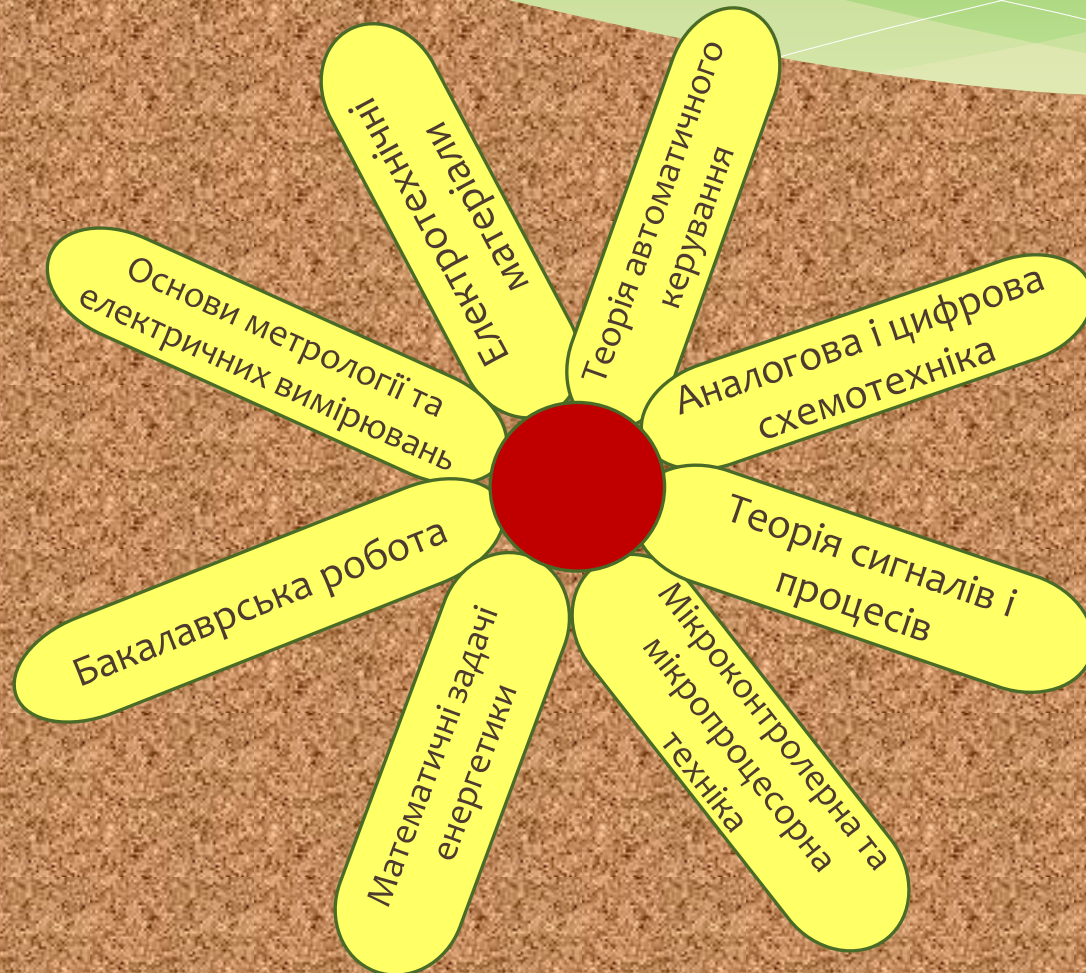 Електротехнічні
матеріали
Теорія автоматичного
керування
Аналогова і цифрова
схемотехніка
Теорія сигналів і
процесів
Мікроконтролерна та
мікропроцесорна
техніка
Математичні задачі
енергетики
Бакалаврська робота
Основи метрології та
електричних вимірювань